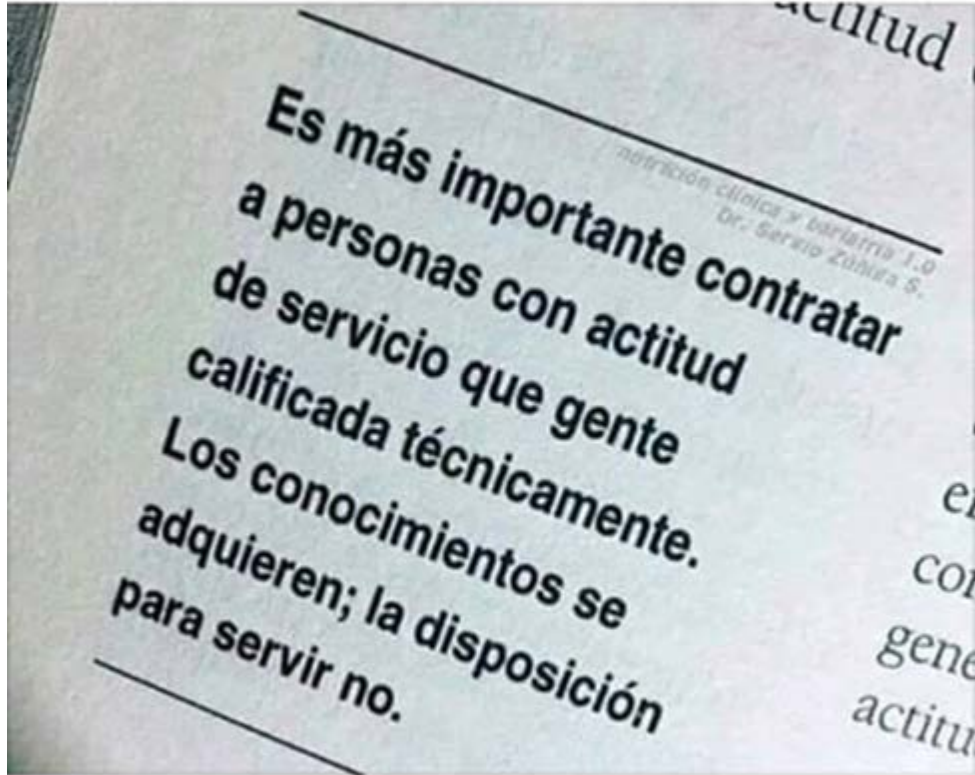 actitud
Es más importante contratar
a personas con actitud
de servicio que gente
calificada técnicamente.
Los conocimientos se
adquieren; la disposición
para servir no.
nutrición clínica y bariatría 1.0
Dr. Sergio Zúñiga S.